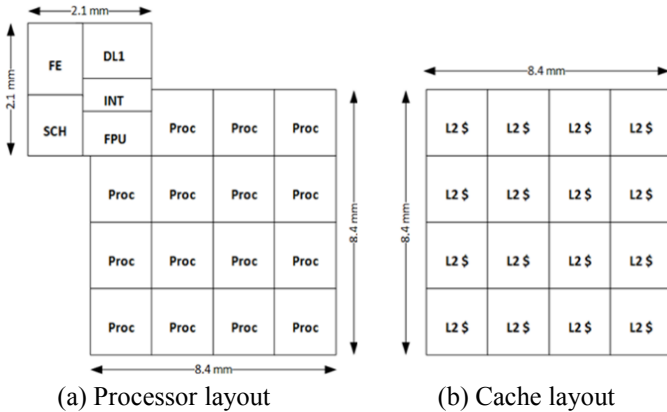 2.1 mm
2.1 mm
FE
DL1
INT
SCH
FPU
Proc Proc Proc
Proc Proc Proc Proc
Proc Proc Proc Proc
Proc Proc Proc Proc
8.4 mm
8.4 mm
(a) Processor layout
8.4 mm
8.4 mm
L2 $ L2 $ L2 $ L2 $
L2 $ L2 $ L2 $ L2 $
L2 $ L2 $ L2 $ L2 $
L2 $ L2 $ L2 $ L2 $
(b) Cache layout